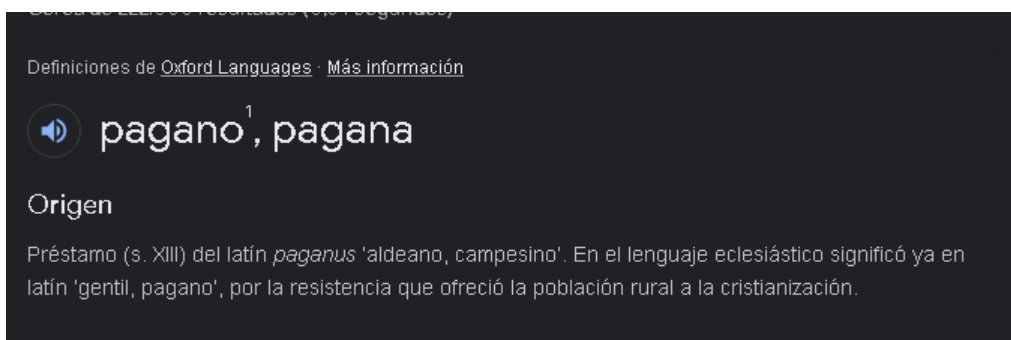 Definiciones de Oxford Languages · Más información
pagano¹, pagana
Origen
Préstamo (s. XIII) del latín paganus 'aldeano, campesino'. En el lenguaje eclesiástico significó ya en
latín 'gentil, pagano', por la resistencia que ofreció la población rural a la cristianización.